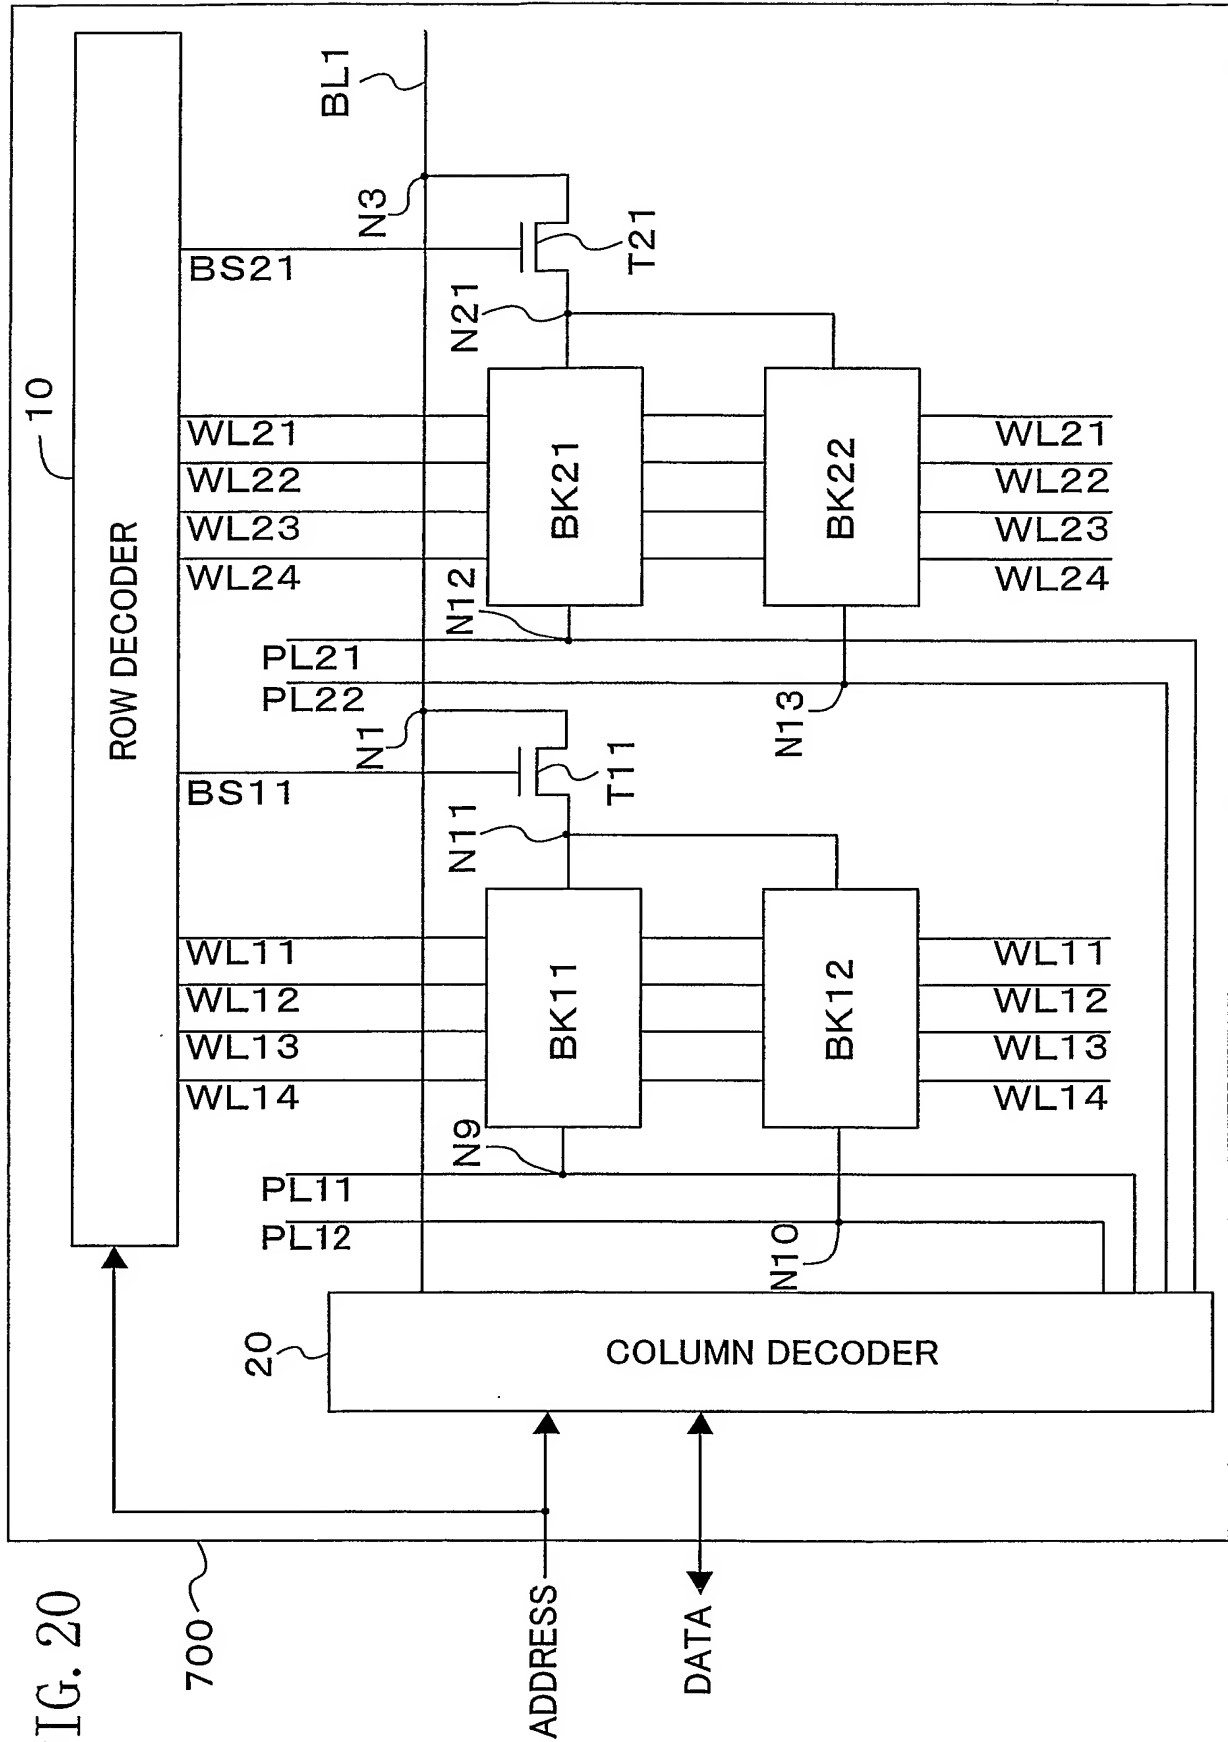 IG. 20
700
10
ROW DECODER
BS21
WL21
WL22
WL23
WL24
PL21
PL22
BS11
WL11
WL12
WL13
WL14
PL11
PL12
BL1
N3
N21
T21
BK21
BK22
N12
N13
WL21
WL22
WL23
WL24
N1
N11
T11
BK11
BK12
N9
N10
WL11
WL12
WL13
WL14
20
COLUMN DECODER
ADDRESS
DATA